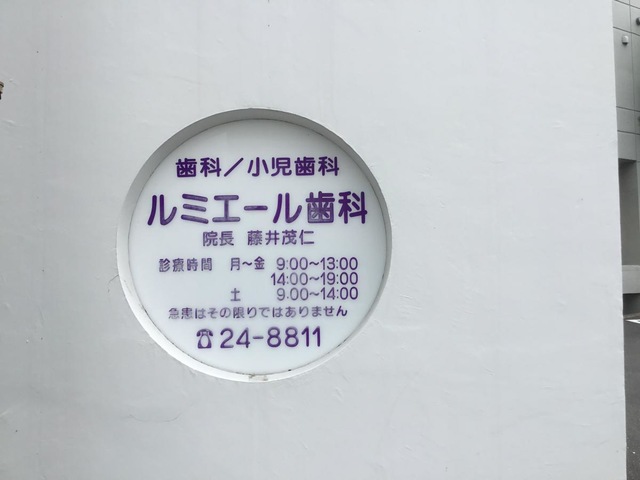 歯科/小児歯科
ルミエール歯科
院長 藤井茂仁
診療時間 月～金 9:00～13:00
14:00～19:00
土 9:00～14:00
急患はその限りではありません
☎24-8811